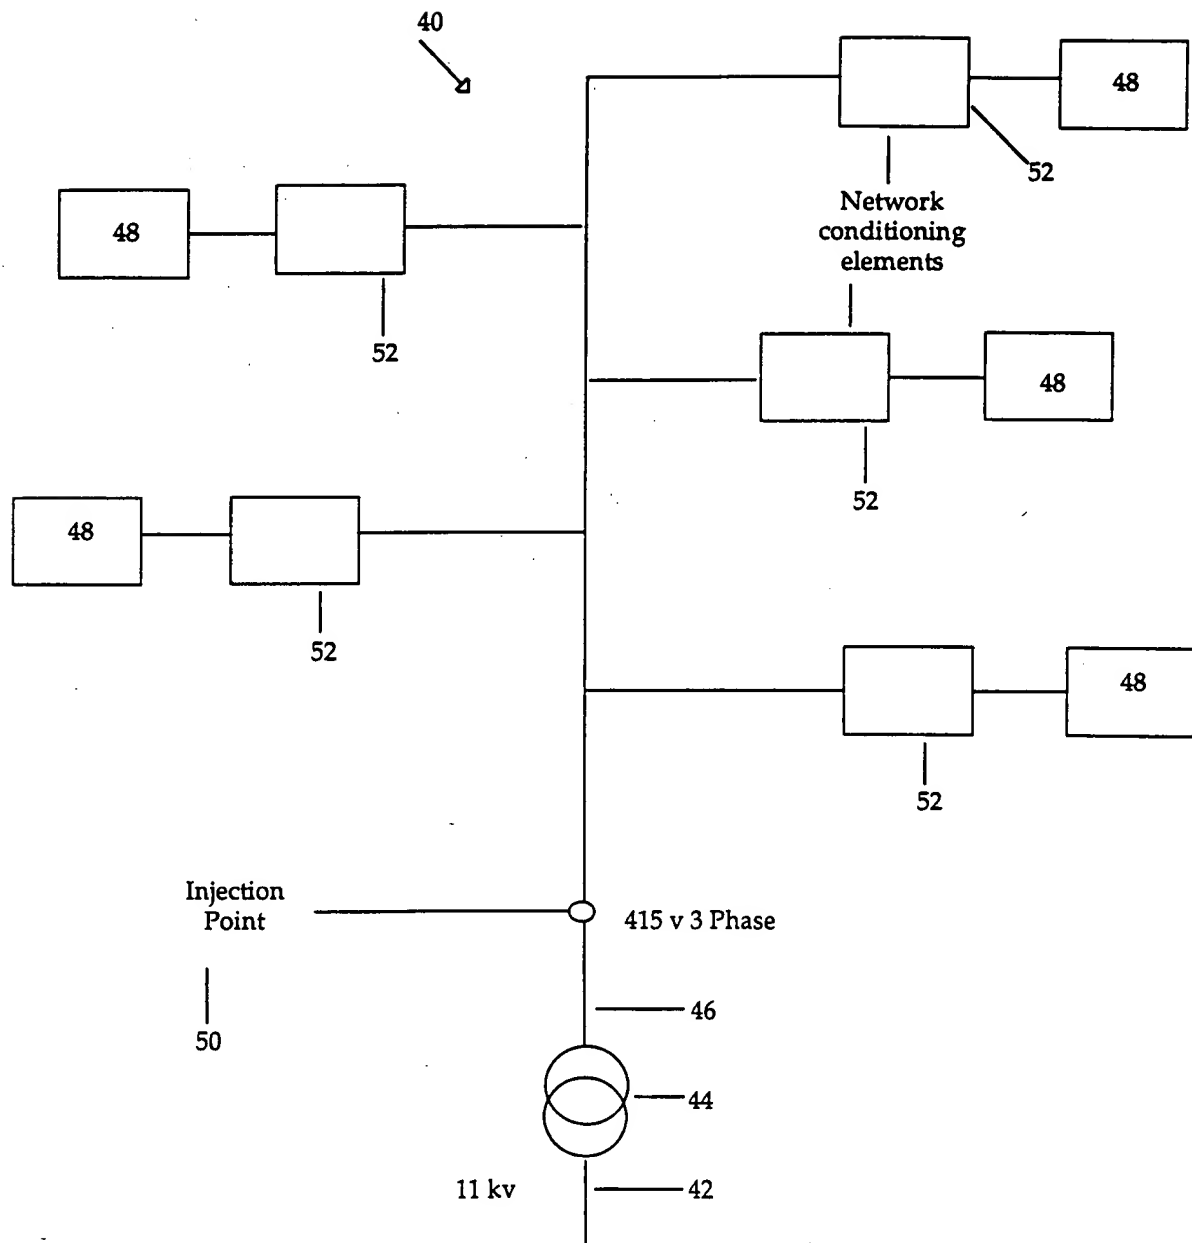 40
48
52
Network
conditioning
elements
48
52
48
52
48
52
48
52
Injection
Point
415 v 3 Phase
50
46
44
11 kv
42